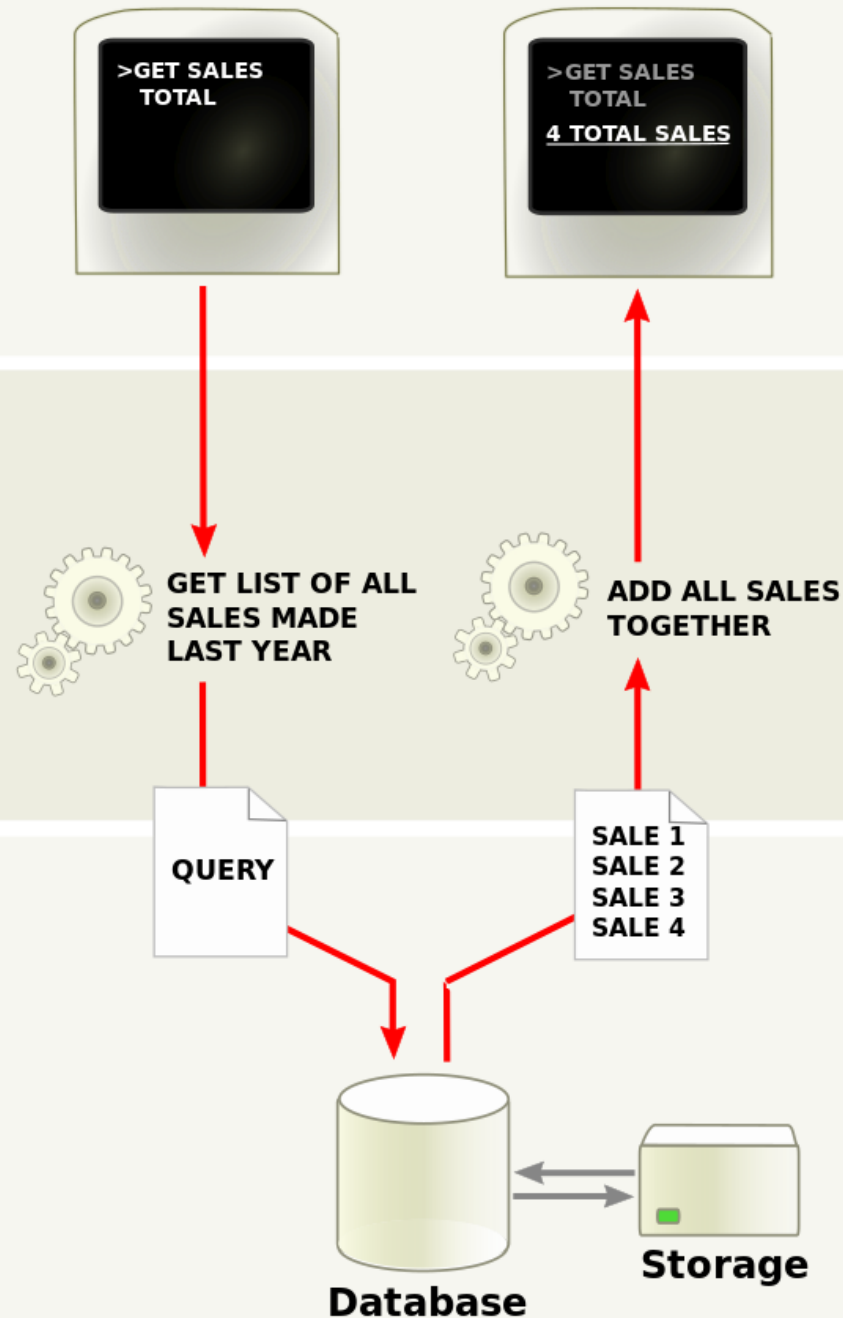 >GET SALES
TOTAL
>GET SALES
TOTAL
4 TOTAL SALES
GET LIST OF ALL
SALES MADE
LAST YEAR
ADD ALL SALES
TOGETHER
QUERY
SALE 1
SALE 2
SALE 3
SALE 4
Storage
Database